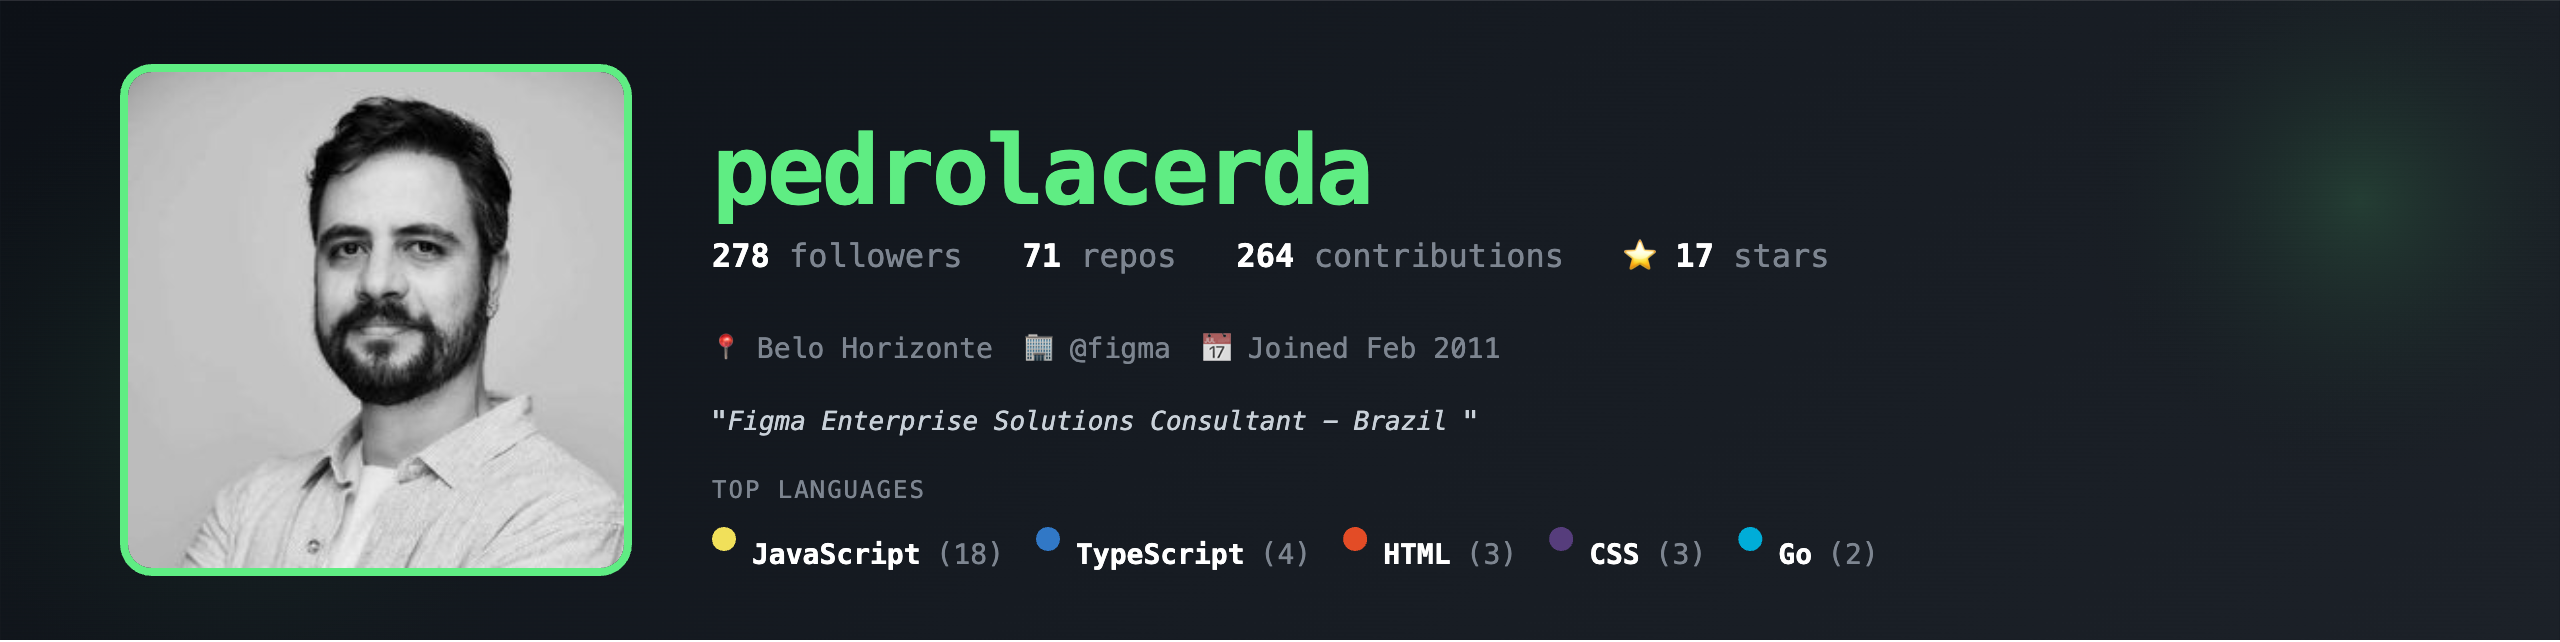 pedrolacerda
278 followers 71 repos 264 contributions ⭐ 17 stars
📍 Belo Horizonte 🏢 @figma 📅 Joined Feb 2011
"Figma Enterprise Solutions Consultant – Brazil "
TOP LANGUAGES
JavaScript (18) TypeScript (4) HTML (3) CSS (3) Go (2)